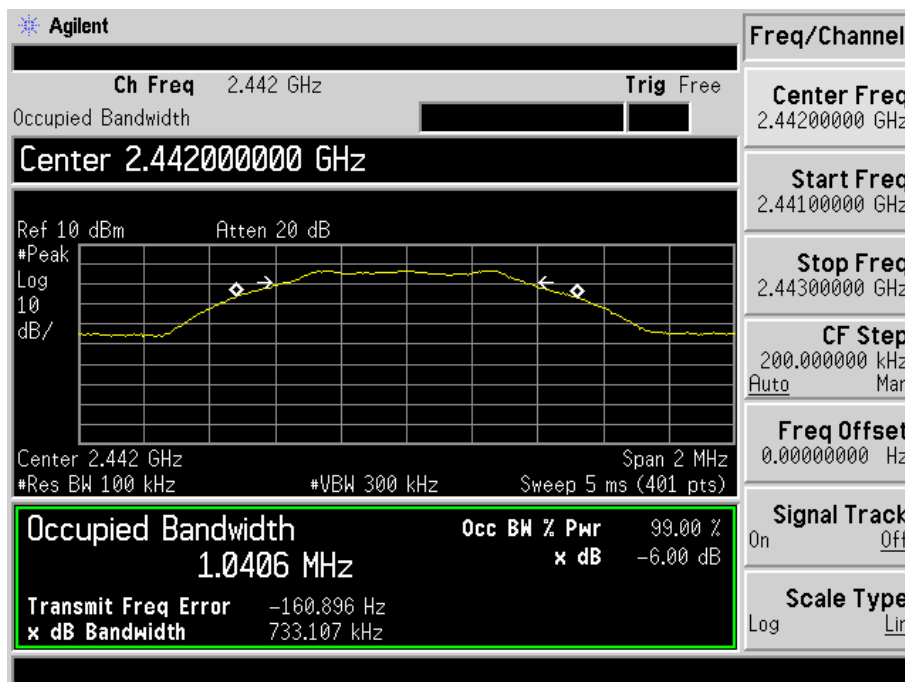 Agilent
Freq/Channel
Ch Freq 2.442 GHz Trig Free
Occupied Bandwidth
Center 2.442000000 GHz
Ref 10 dBm Atten 20 dB
#Peak
Log
10
dB/
Center 2.442 GHz Span 2 MHz
#Res BW 100 kHz #VBW 300 kHz Sweep 5 ms (401 pts)
Occupied Bandwidth
1.0406 MHz
Occ BW % Pwr 99.00 %
x dB -6.00 dB
Transmit Freq Error -160.896 Hz
x dB Bandwidth 733.107 kHz
Center Freq
2.44200000 GHz
Start Freq
2.44100000 GHz
Stop Freq
2.44300000 GHz
CF Step
200.000000 kHz
Auto Man
Freq Offset
0.00000000 Hz
Signal Track
On Off
Scale Type
Log Lin